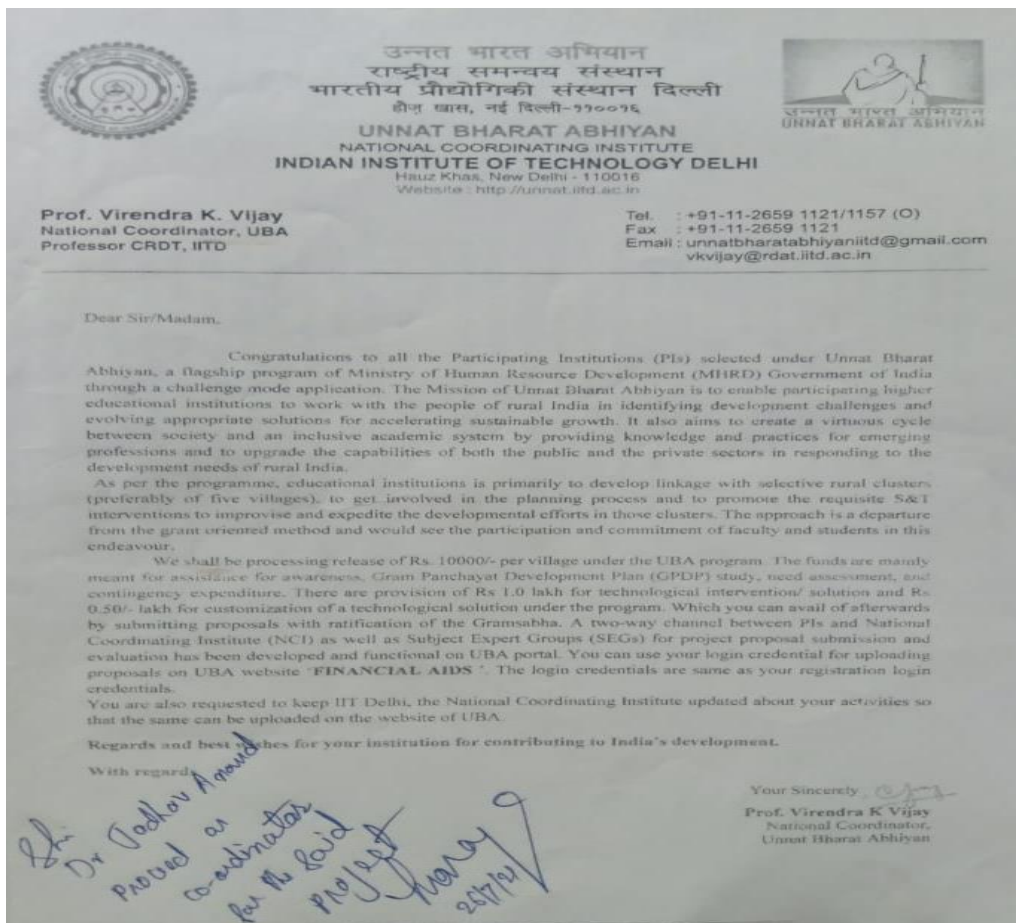 उन्नत भारत अभियान
राष्ट्रीय समन्वय संस्थान
भारतीय प्रौद्योगिकी संस्थान दिल्ली
हौज़ खास, नई दिल्ली-११००१६
UNNAT BHARAT ABHIYAN
NATIONAL COORDINATING INSTITUTE
INDIAN INSTITUTE OF TECHNOLOGY DELHI
Hauz Khas, New Delhi - 110016
Website : http://unnat.iitd.ac.in
उन्नत भारत अभियान
UNNAT BHARAT ABHIYAN
Prof. Virendra K. Vijay
National Coordinator, UBA
Professor CRDT, IITD
Tel. : +91-11-2659 1121/1157 (O)
Fax : +91-11-2659 1121
Email : unnatbharatabhiyaniitd@gmail.com
vkvijay@rdat.iitd.ac.in
Dear Sir/Madam,
Congratulations to all the Participating Institutions (PIs) selected under Unnat Bharat
Abhiyan, a flagship program of Ministry of Human Resource Development (MHRD) Government of India
through a challenge mode application. The Mission of Unnat Bharat Abhiyan is to enable participating higher
educational institutions to work with the people of rural India in identifying development challenges and
evolving appropriate solutions for accelerating sustainable growth. It also aims to create a virtuous cycle
between society and an inclusive academic system by providing knowledge and practices for emerging
professions and to upgrade the capabilities of both the public and the private sectors in responding to the
development needs of rural India.
As per the programme, educational institutions is primarily to develop linkage with selective rural clusters
(preferably of five villages), to get involved in the planning process and to promote the requisite S&T
interventions to improvise and expedite the developmental efforts in those clusters. The approach is a departure
from the grant oriented method and would see the participation and commitment of faculty and students in this
endeavour.
We shall be processing release of Rs. 10000/- per village under the UBA program. The funds are mainly
meant for assistance for awareness, Gram Panchayat Development Plan (GPDP) study, need assessment, and
contingency expenditure. There are provision of Rs 1.0 lakh for technological intervention/ solution and Rs
0.50/- lakh for customization of a technological solution under the program. Which you can avail of afterwards
by submitting proposals with ratification of the Gramsabha. A two-way channel between PIs and National
Coordinating Institute (NCI) as well as Subject Expert Groups (SEGs) for project proposal submission and
evaluation has been developed and functional on UBA portal. You can use your login credential for uploading
proposals on UBA website 'FINANCIAL AIDS '. The login credentials are same as your registration login
credentials.
You are also requested to keep IIT Delhi, the National Coordinating Institute updated about your activities so
that the same can be uploaded on the website of UBA.
Regards and best wishes for your institution for contributing to India's development.
With regards
Your Sincerely
Prof. Virendra K Vijay
National Coordinator,
Unnat Bharat Abhiyan
Shri
Dr Jadhav Anand
Proceed as
co-ordinator
for the Said
Project
26/7/21